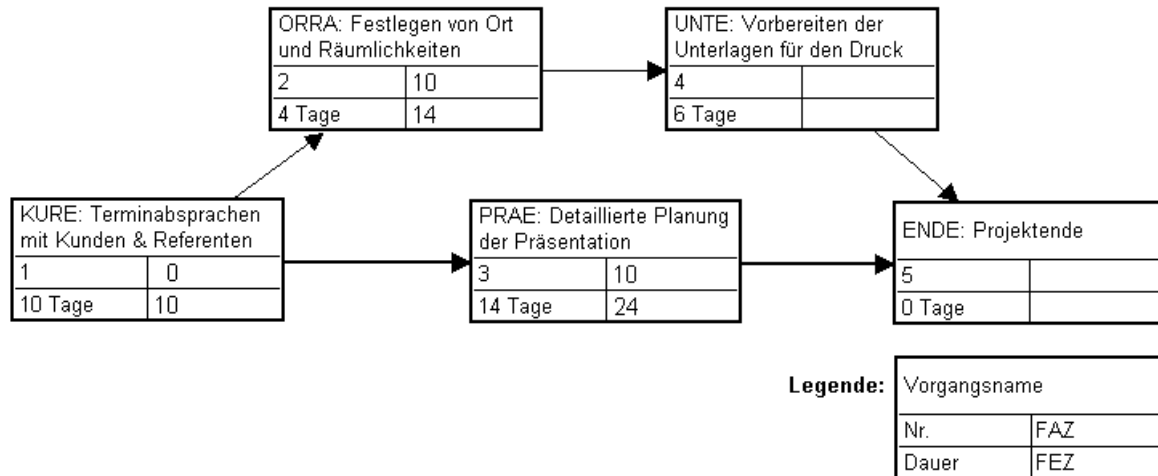 ORRA: Festlegen von Ort
und Räumlichkeiten
2 10
4 Tage 14
UNTE: Vorbereiten der
Unterlagen für den Druck
4
6 Tage
KURE: Terminabsprachen
mit Kunden & Referenten
1 0
10 Tage 10
PRAE: Detaillierte Planung
der Präsentation
3 10
14 Tage 24
ENDE: Projektende
5
0 Tage
Legende:
Vorgangsname
Nr. FAZ
Dauer FEZ